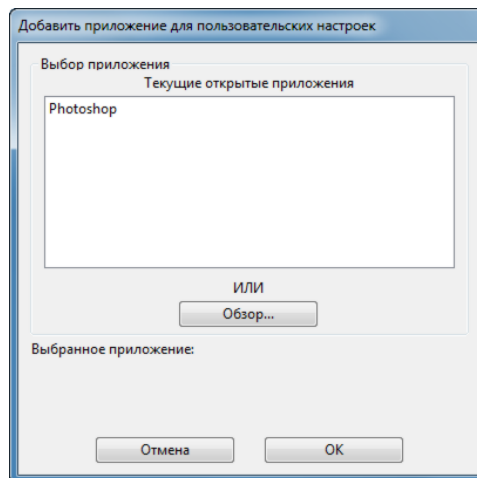 Добавить приложение для пользовательских настроек
Выбор приложения
Текущие открытые приложения
Photoshop
ИЛИ
Обзор...
Выбранное приложение:
Отмена
OK